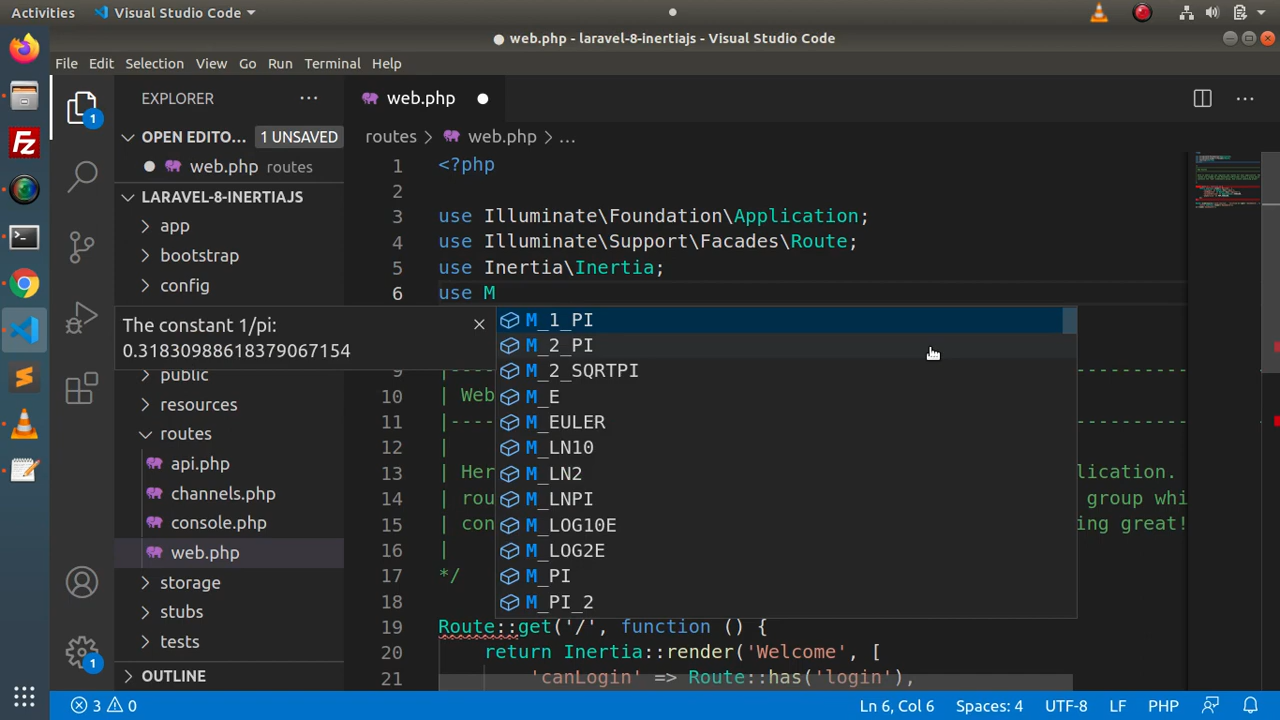 Activities Visual Studio Code
web.php - laravel-8-inertiajs - Visual Studio Code
File Edit Selection View Go Run Terminal Help
EXPLORER
OPEN EDITO... 1 UNSAVED
web.php routes
LARAVEL-8-INERTIAJS
app
bootstrap
config
public
resources
routes
api.php
channels.php
console.php
web.php
storage
stubs
tests
OUTLINE
1
1
web.php
routes > web.php > ...
1 <?php
2
3 use Illuminate\Foundation\Application;
4 use Illuminate\Support\Facades\Route;
5 use Inertia\Inertia;
6 use M
The constant 1/pi:
0.31830988618379067154
M_1_PI
M_2_PI
M_2_SQRTPI
M_E
M_EULER
M_LN10
M_LN2
M_LNPI
M_LOG10E
M_LOG2E
M_PI
M_PI_2
9 |----
10 | Web
11 |----
12 |
13 | Her lication.
14 | rou group whi
15 | con ing great!
16 |
17 */
18
19 Route::get('/', function () {
20 return Inertia::render('Welcome', [
21 'canLogin' => Route::has('login'),
3 0 Ln 6, Col 6 Spaces: 4 UTF-8 LF PHP